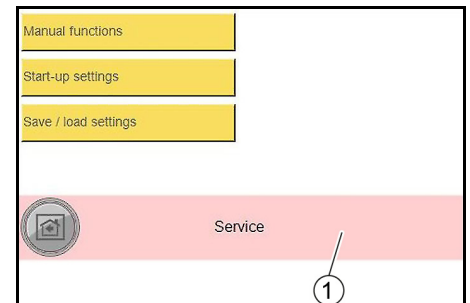 Manual functions
Start-up settings
Save / load settings
Service
1